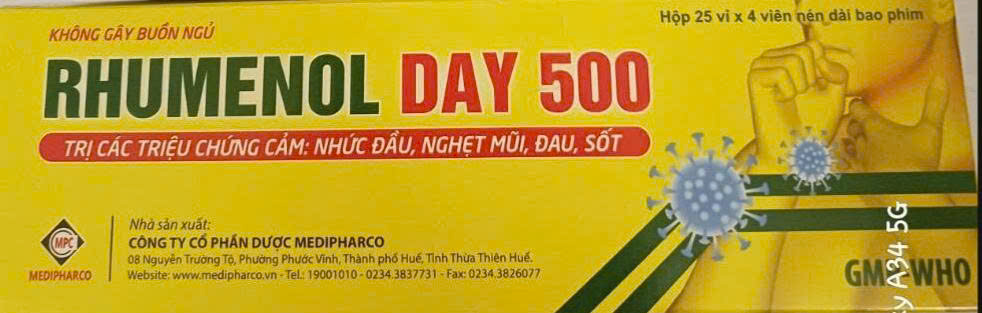 KHÔNG GÂY BUỒN NGỦ
Hộp 25 vỉ x 4 viên nén dài bao phim
RHUMENOL DAY 500
TRỊ CÁC TRIỆU CHỨNG CẢM: NHỨC ĐẦU, NGHẸT MŨI, ĐAU, SỐT
MPC
MEDIPHARCO
Nhà sản xuất:
CÔNG TY CỔ PHẦN DƯỢC MEDIPHARCO
08 Nguyễn Trường Tộ, Phường Phước Vĩnh, Thành phố Huế, Tỉnh Thừa Thiên Huế.
Website: www.medipharco.vn - Tel.: 19001010 - 0234.3837731 - Fax: 0234.3826077
WHO
A34 5G